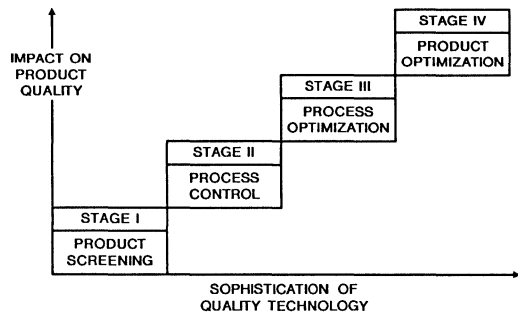 STAGE IV
PRODUCT
OPTIMIZATION
IMPACT ON
PRODUCT
QUALITY
STAGE III
PROCESS
OPTIMIZATION
STAGE II
PROCESS
CONTROL
STAGE I
PRODUCT
SCREENING
SOPHISTICATION OF
QUALITY TECHNOLOGY